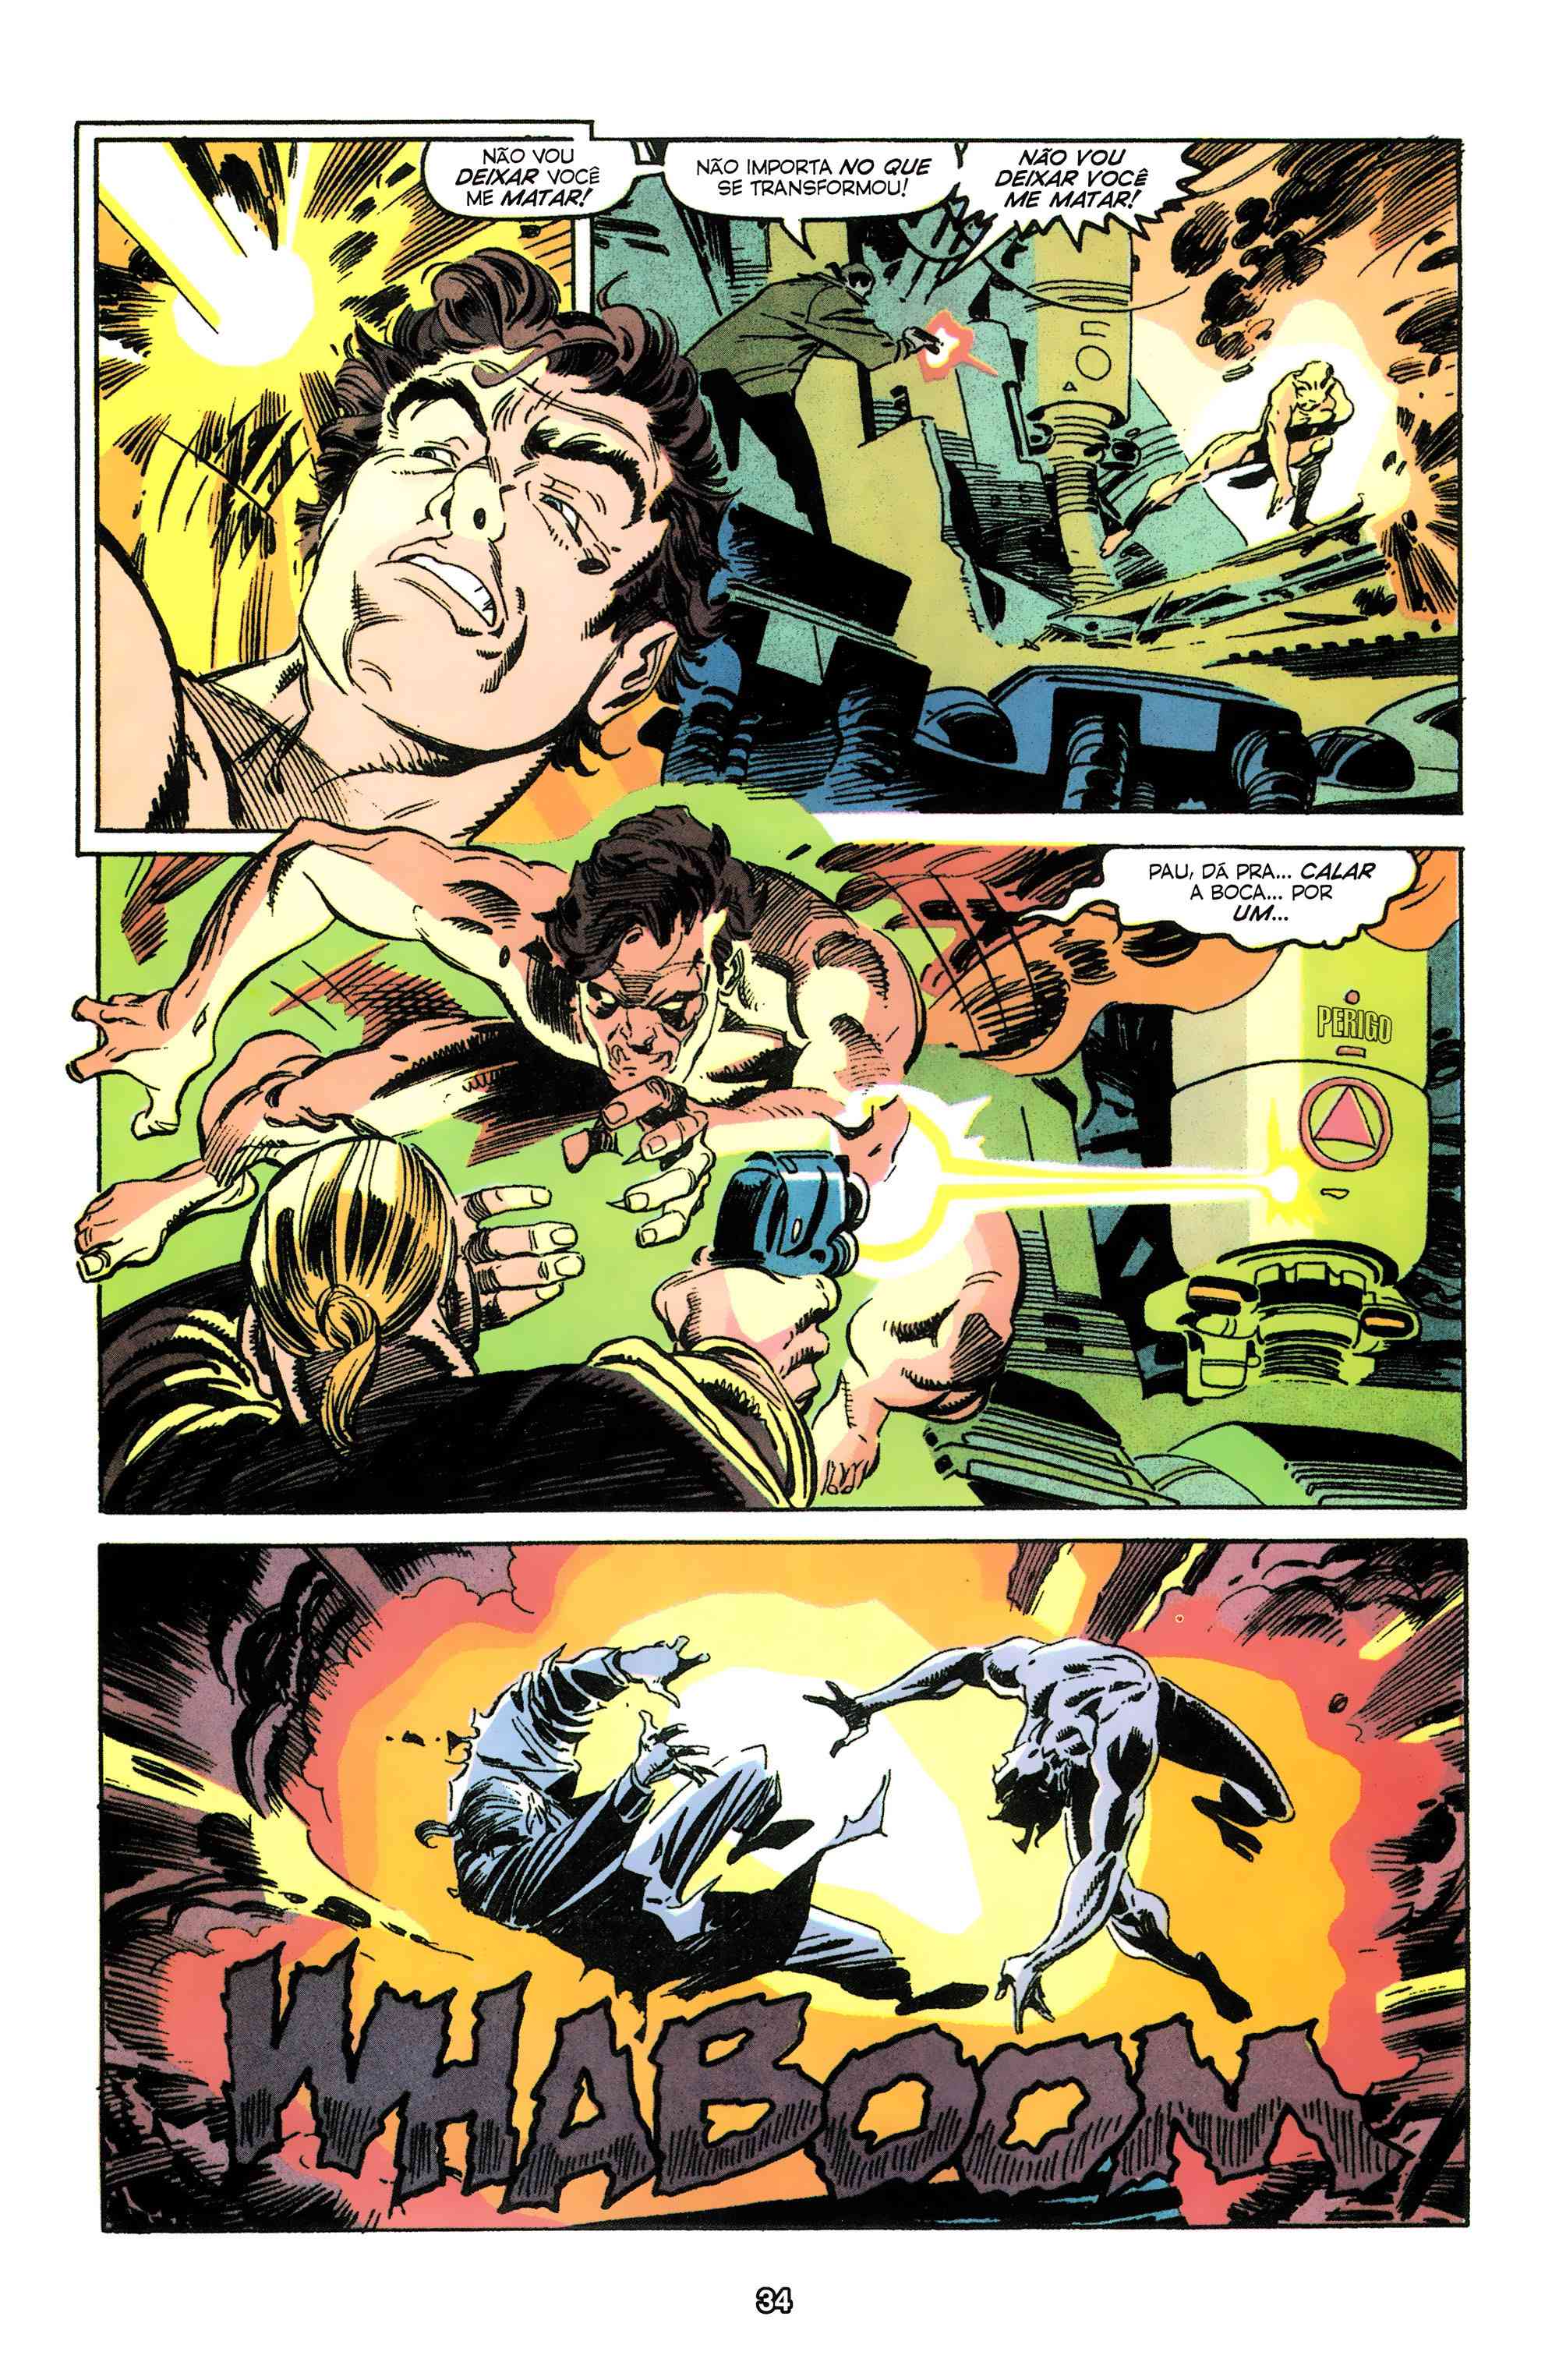 NÃO VOU
DEIXAR VOCÊ
ME MATAR!
NÃO IMPORTA NO QUE
SE TRANSFORMOU!
NÃO VOU
DEIXAR VOCÊ
ME MATAR!
PAU, DÁ PRA... CALAR
A BOCA... POR
UM...
PERIGO
WHABOOM
34